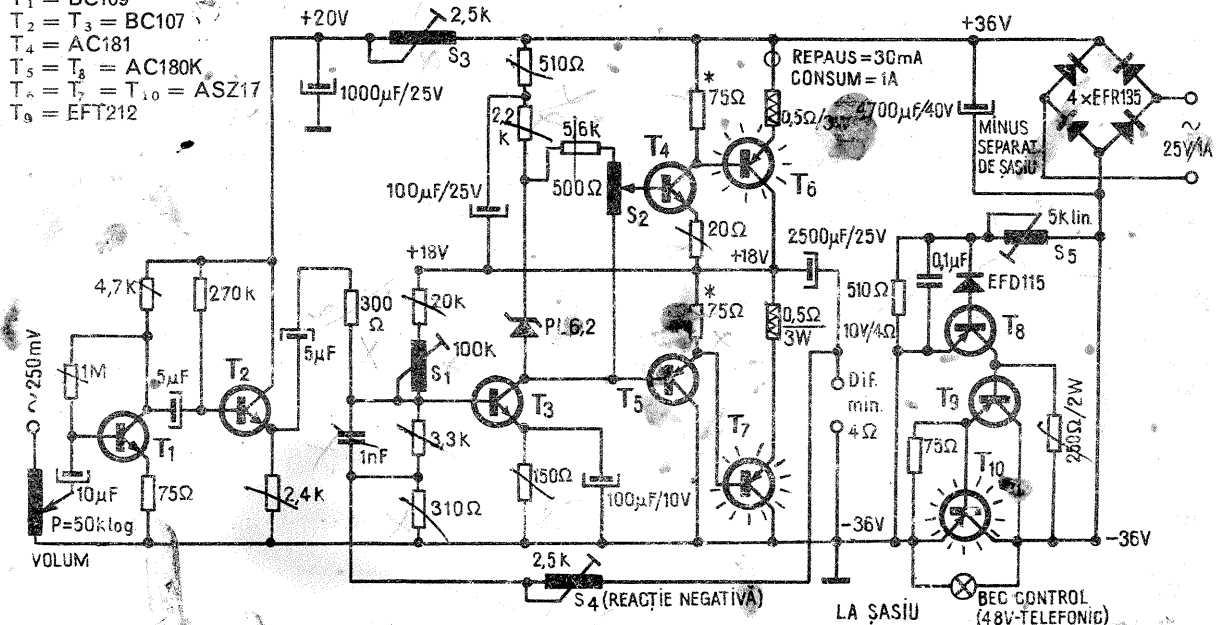 T₁ = BC109
T₂ = T₃ = BC107
T₄ = AC181
T₅ = T₈ = AC180K
T₆ = T₇ = T₁₀ = ASZ17
T₉ = EFT212
+20V
2,5k
S₃
1000µF/25V
510Ω
2,2
K
5,6k
500Ω
S₂
100µF/25V
*
75Ω
T₄
20Ω
REPAUS=30mA
CONSUM=1A
0,5Ω/3W
T₆
+36V
4700µF/40V
MINUS
SEPARAT
DE ȘASIU
4×EFR135
~
25V/1A
4,7K
270k
1M
5µF
T₁
T₂
~250mV
10µF
P=50klog
VOLUM
75Ω
2,4k
5µF
300
Ω
+18V
20k
100k
S₁
1nF
3,3k
310Ω
PL6,2
T₃
150Ω
100µF/10V
+18V
*
75Ω
T₅
0,5Ω
3W
T₇
2500µF/25V
10V/4Ω
Dif.
min.
4Ω
-36V
2,5k
S₄ (REACȚIE NEGATIVĂ)
LA ȘASIU
510Ω
0,1µF
EFD115
5k lin.
S₅
T₈
T₉
75Ω
T₁₀
250Ω/2W
-36V
BEC CONTROL
(48V-TELEFONIC)